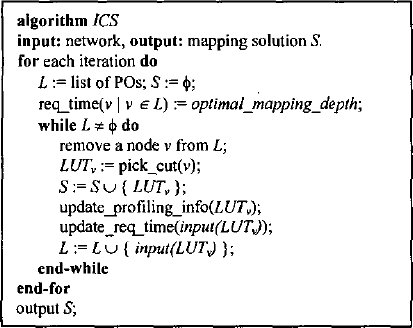 algorithm ICS
input: network, output: mapping solution S.
for each iteration do
L := list of POs; S := ϕ;
req_time(v | v ∈ L) := optimal_mapping_depth;
while L ≠ ϕ do
remove a node v from L;
LUTᵥ := pick_cut(v);
S := S ∪ { LUTᵥ };
update_profiling_info(LUTᵥ);
update_req_time(input(LUTᵥ));
L := L ∪ { input(LUTᵥ) };
end-while
end-for
output S;